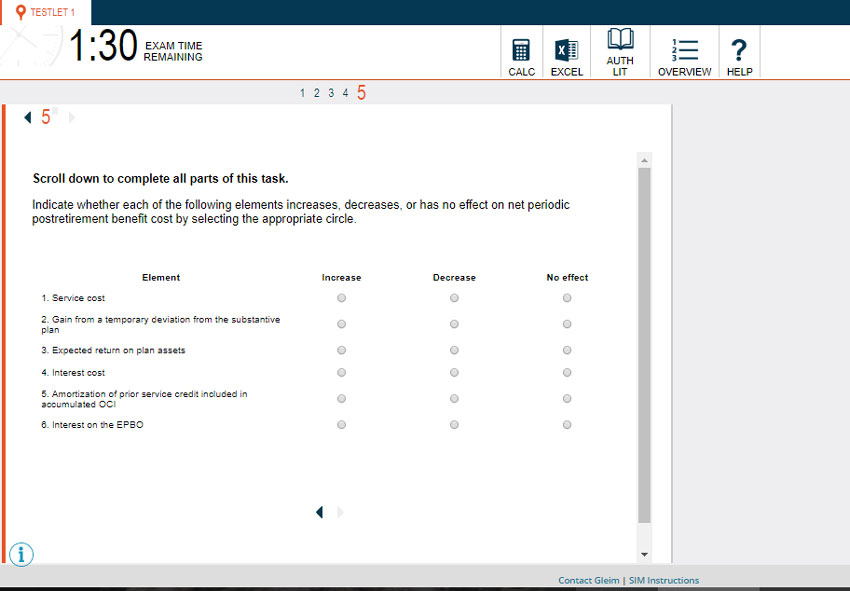 TESTLET 1
1:30 EXAM TIME
REMAINING
CALC
EXCEL
AUTH
LIT
1
2
3
OVERVIEW
?
HELP
1 2 3 4 5
5
Scroll down to complete all parts of this task.
Indicate whether each of the following elements increases, decreases, or has no effect on net periodic
postretirement benefit cost by selecting the appropriate circle.
Element Increase Decrease No effect
1. Service cost
2. Gain from a temporary deviation from the substantive
plan
3. Expected return on plan assets
4. Interest cost
5. Amortization of prior service credit included in
accumulated OCI
6. Interest on the EPBO
i
Contact Gleim | SIM Instructions